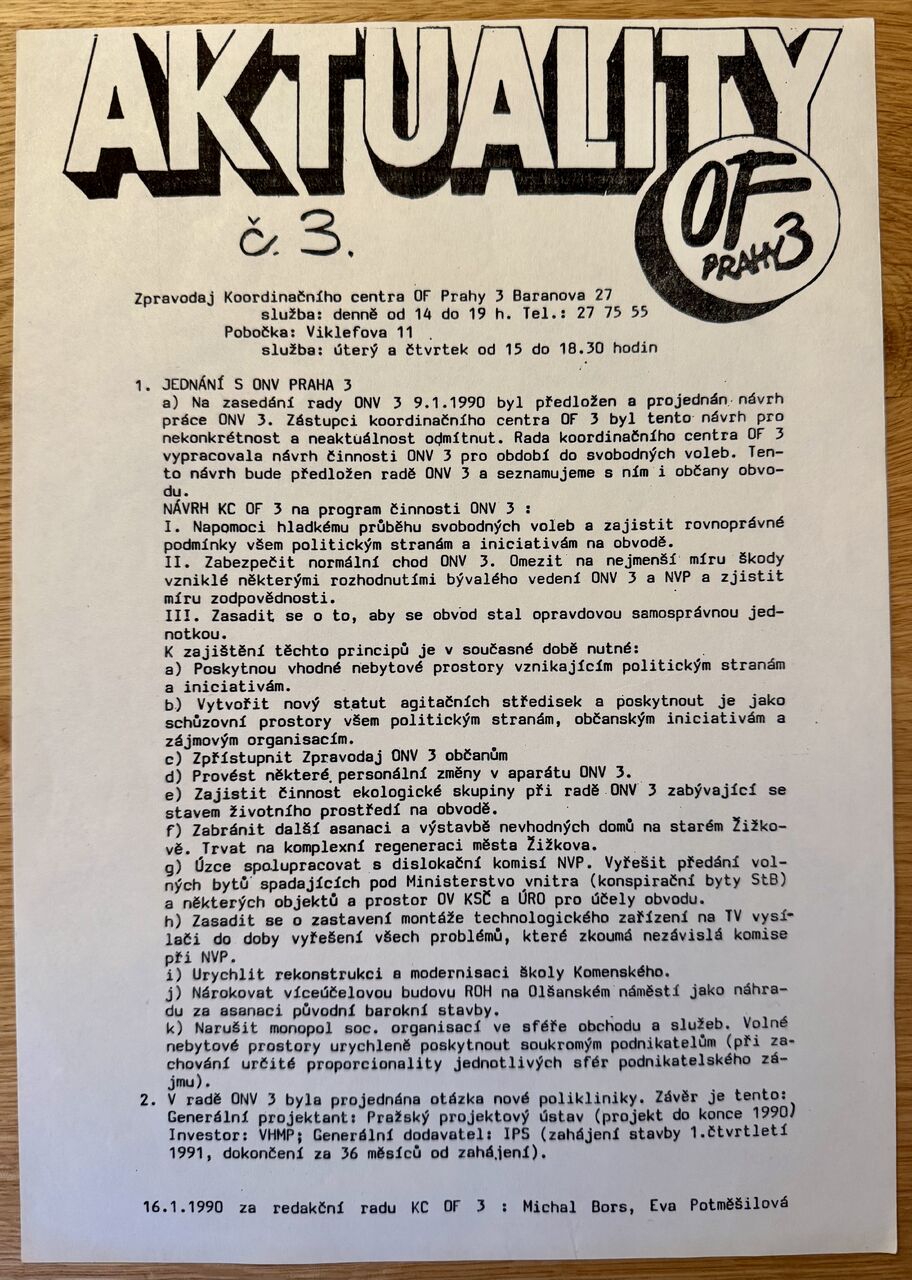 AKTUALITY
OF
PRAHY 3
č. 3.
Zpravodaj Koordinačního centra OF Prahy 3 Baranova 27
služba: denně od 14 do 19 h. Tel.: 27 75 55
Pobočka: Viklefova 11
služba: úterý a čtvrtek od 15 do 18.30 hodin
1. JEDNÁNÍ S ONV PRAHA 3
a) Na zasedání rady ONV 3 9.1.1990 byl předložen a projednán návrh
práce ONV 3. Zástupci koordinačního centra OF 3 byl tento návrh pro
nekonkrétnost a neaktuálnost odmítnut. Rada koordinačního centra OF 3
vypracovala návrh činnosti ONV 3 pro období do svobodných voleb. Ten-
to návrh bude předložen radě ONV 3 a seznamujeme s ním i občany obvo-
du.
NÁVRH KC OF 3 na program činnosti ONV 3 :
I. Napomoci hladkému průběhu svobodných voleb a zajistit rovnoprávné
podmínky všem politickým stranám a iniciativám na obvodě.
II. Zabezpečit normální chod ONV 3. Omezit na nejmenší míru škody
vzniklé některými rozhodnutími bývalého vedení ONV 3 a NVP a zjistit
míru zodpovědnosti.
III. Zasadit se o to, aby se obvod stal opravdovou samosprávnou jed-
notkou.
K zajištění těchto principů je v současné době nutné:
a) Poskytnou vhodné nebytové prostory vznikajícím politickým stranám
a iniciativám.
b) Vytvořit nový statut agitačních středisek a poskytnout je jako
schůzovní prostory všem politickým stranám, občanským iniciativám a
zájmovým organisacím.
c) Zpřístupnit Zpravodaj ONV 3 občanům
d) Provést některé personální změny v aparátu ONV 3.
e) Zajistit činnost ekologické skupiny při radě ONV 3 zabývající se
stavem životního prostředí na obvodě.
f) Zabránit další asanaci a výstavbě nevhodných domů na starém Žižko-
vě. Trvat na komplexní regeneraci města Žižkova.
g) Úzce spolupracovat s dislokační komisí NVP. Vyřešit předání vol-
ných bytů spadajících pod Ministerstvo vnitra (konspirační byty StB)
a některých objektů a prostor OV KSČ a ÚRO pro účely obvodu.
h) Zasadit se o zastavení montáže technologického zařízení na TV vysí-
lači do doby vyřešení všech problémů, které zkoumá nezávislá komise
při NVP.
i) Urychlit rekonstrukci a modernisaci školy Komenského.
j) Nárokovat víceúčelovou budovu ROH na Olšanském náměstí jako náhra-
du za asanaci původní barokní stavby.
k) Narušit monopol soc. organisací ve sféře obchodu a služeb. Volné
nebytové prostory urychleně poskytnout soukromým podnikatelům (při za-
chování určité proporcionality jednotlivých sfér podnikatelského zá-
jmu).
2. V radě ONV 3 byla projednána otázka nové polikliniky. Závěr je tento:
Generální projektant: Pražský projektový ústav (projekt do konce 1990)
Investor: VHMP; Generální dodavatel: IPS (zahájení stavby 1.čtvrtletí
1991, dokončení za 36 měsíců od zahájení).
16.1.1990 za redakční radu KC OF 3 : Michal Bors, Eva Potměšilová